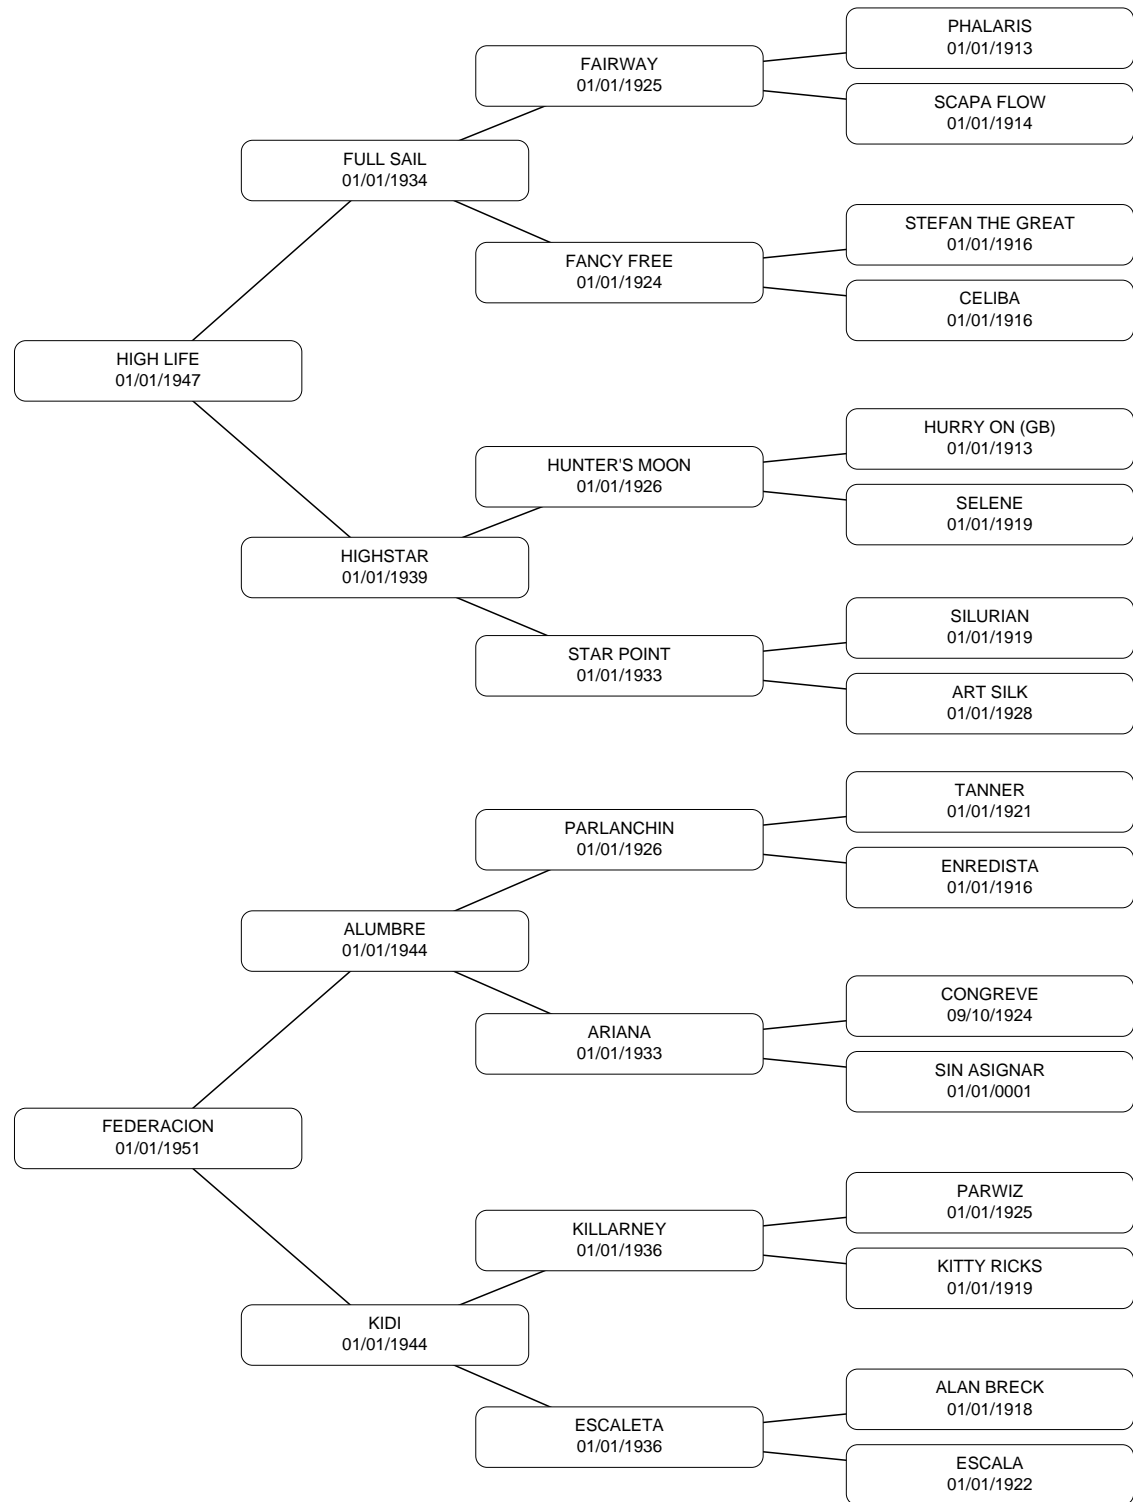 PHALARIS
01/01/1913
FAIRWAY
01/01/1925
SCAPA FLOW
01/01/1914
FULL SAIL
01/01/1934
STEFAN THE GREAT
01/01/1916
FANCY FREE
01/01/1924
CELIBA
01/01/1916
HIGH LIFE
01/01/1947
HURRY ON (GB)
01/01/1913
HUNTER'S MOON
01/01/1926
SELENE
01/01/1919
HIGHSTAR
01/01/1939
SILURIAN
01/01/1919
STAR POINT
01/01/1933
ART SILK
01/01/1928
TANNER
01/01/1921
PARLANCHIN
01/01/1926
ENREDISTA
01/01/1916
ALUMBRE
01/01/1944
CONGREVE
09/10/1924
ARIANA
01/01/1933
SIN ASIGNAR
01/01/0001
FEDERACION
01/01/1951
PARWIZ
01/01/1925
KILLARNEY
01/01/1936
KITTY RICKS
01/01/1919
KIDI
01/01/1944
ALAN BRECK
01/01/1918
ESCALETA
01/01/1936
ESCALA
01/01/1922